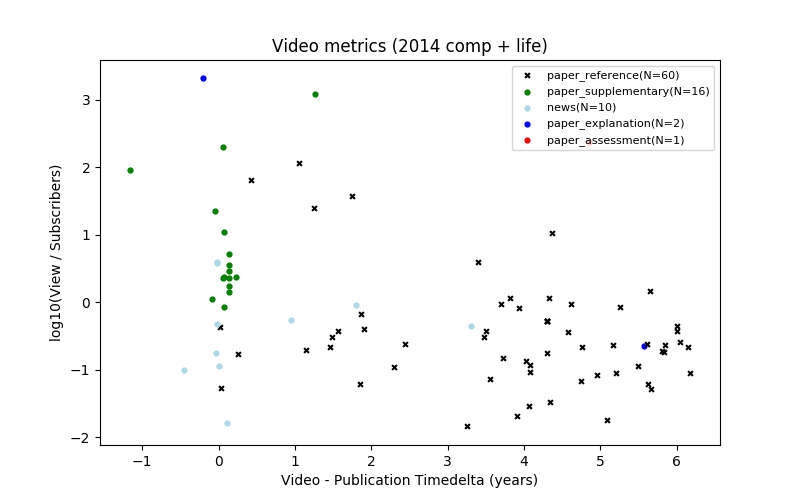 Video metrics (2014 comp + life)
paper_reference(N=60)
paper_supplementary(N=16)
news(N=10)
paper_explanation(N=2)
paper_assessment(N=1)
log10(View / Subscribers)
3
2
1
0
−1
−2
−1 0 1 2 3 4 5 6
Video - Publication Timedelta (years)